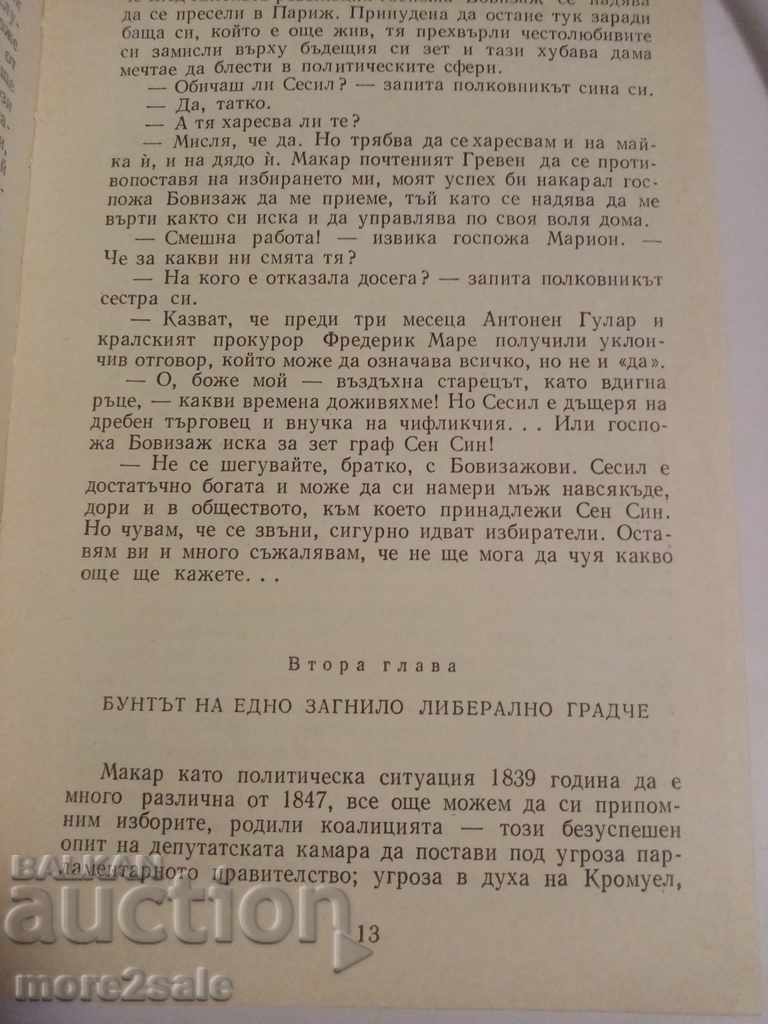 да се пресели в Париж. Принудена да остане тук заради
баща си, който е още жив, тя прехвърли честолюбивите
си замисли върху бъдещия си зет и тази хубава дама
мечтае да блести в политическите сфери.
— Обичаш ли Сесил? — запита полковникът сина си.
— Да, татко.
— А тя харесва ли те?
— Мисля, че да. Но трябва да се харесвам и на май-
ка ѝ, и на дядо ѝ. Макар почтеният Гревен да се проти-
вопоставя на избирането ми, моят успех би накарал гос-
пожа Бовизаж да ме приеме, тъй като се надява да ме
върти както си иска и да управлява по своя воля дома.
— Смешна работа! — извика госпожа Марион. —
Че за какви ни смята тя?
— На кого е отказала досега? — запита полковникът
сестра си.
— Казват, че преди три месеца Антонен Гулар и
кралският прокурор Фредерик Маре получили уклон-
чив отговор, който може да означава всичко, но не и «да».
— О, боже мой — въздъхна старецът, като вдигна
ръце, — какви времена доживяхме! Но Сесил е дъщеря на
дребен търговец и внучка на чифликчия. . . Или госпо-
жа Бовизаж иска за зет граф Сен Син!
— Не се шегувайте, братко, с Бовизажови. Сесил е
достатъчно богата и може да си намери мъж навсякъде,
дори и в обществото, към което принадлежи Сен Син.
Но чувам, че се звъни, сигурно идват избиратели. Оста-
вям ви и много съжалявам, че не ще мога да чуя какво
още ще кажете. . .
Втора глава
БУНТЪТ НА ЕДНО ЗАГНИЛО ЛИБЕРАЛНО ГРАДЧЕ
Макар като политическа ситуация 1839 година да е
много различна от 1847, все още можем да си припом-
ним изборите, родили коалицията — този безуспешен
опит на депутатската камара да постави под угроза пар-
ламентарното правителство; угроза в духа на Кромуел,
13
BALKAN
auction
more2sale